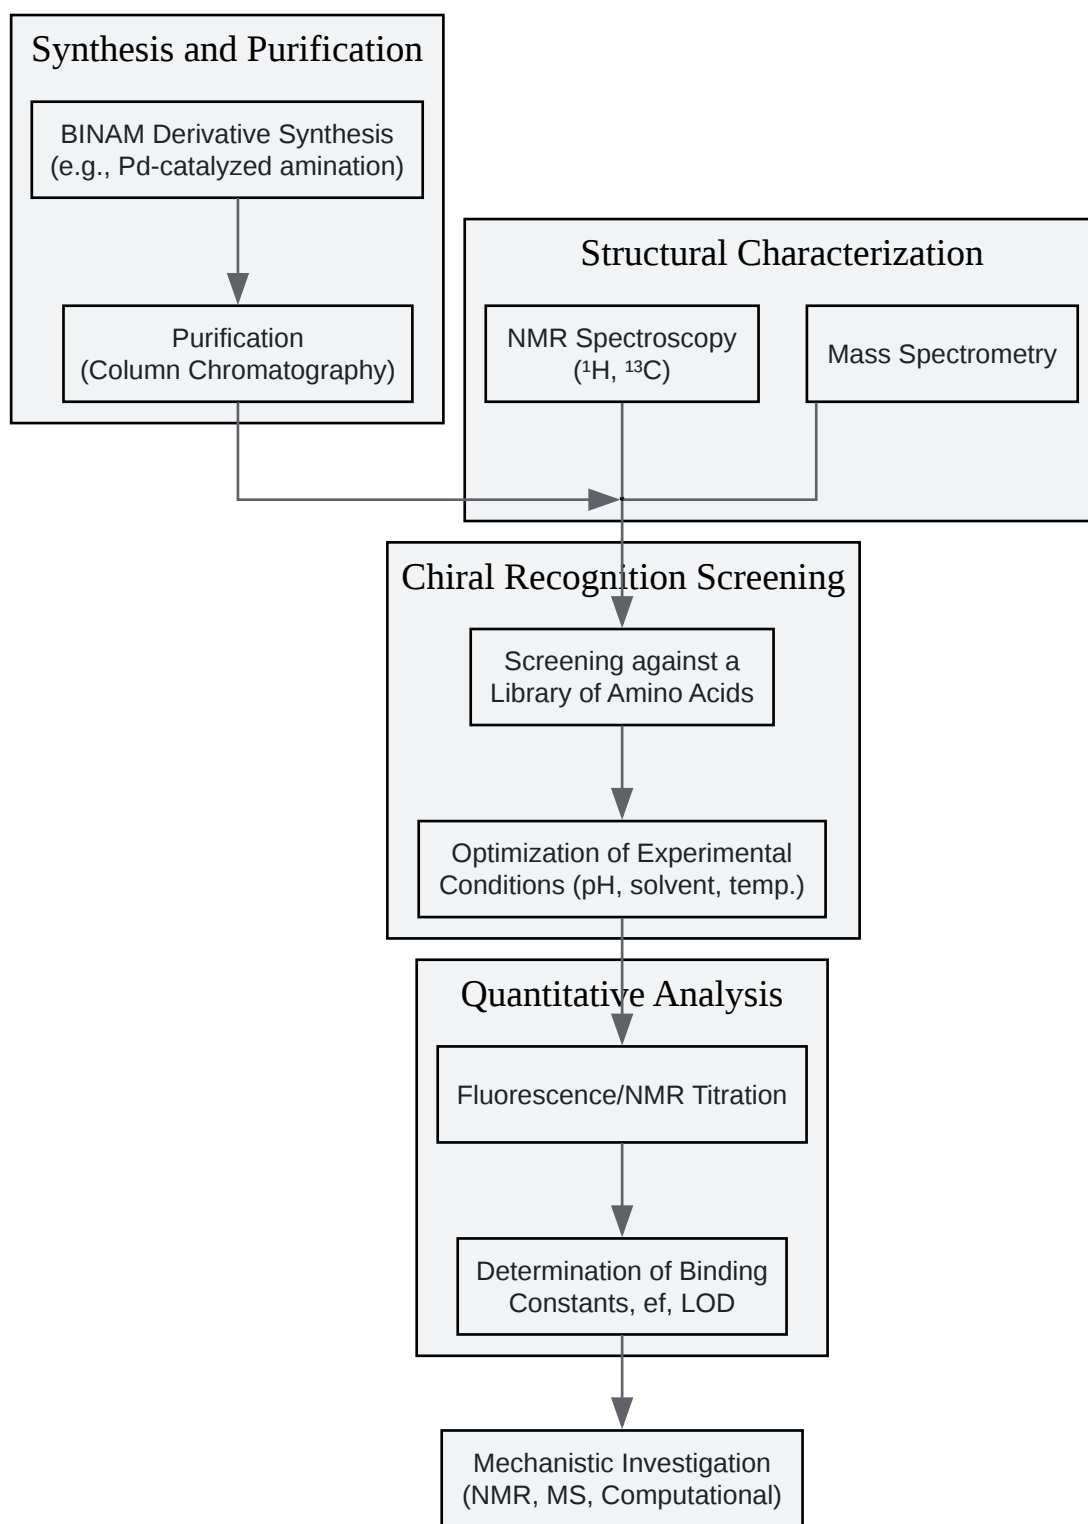 Synthesis and Purification
BINAM Derivative Synthesis
(e.g., Pd-catalyzed amination)
Purification
(Column Chromatography)
Structural Characterization
NMR Spectroscopy
(¹H, ¹³C)
Mass Spectrometry
Chiral Recognition Screening
Screening against a
Library of Amino Acids
Optimization of Experimental
Conditions (pH, solvent, temp.)
Quantitative Analysis
Fluorescence/NMR Titration
Determination of Binding
Constants, ef, LOD
Mechanistic Investigation
(NMR, MS, Computational)